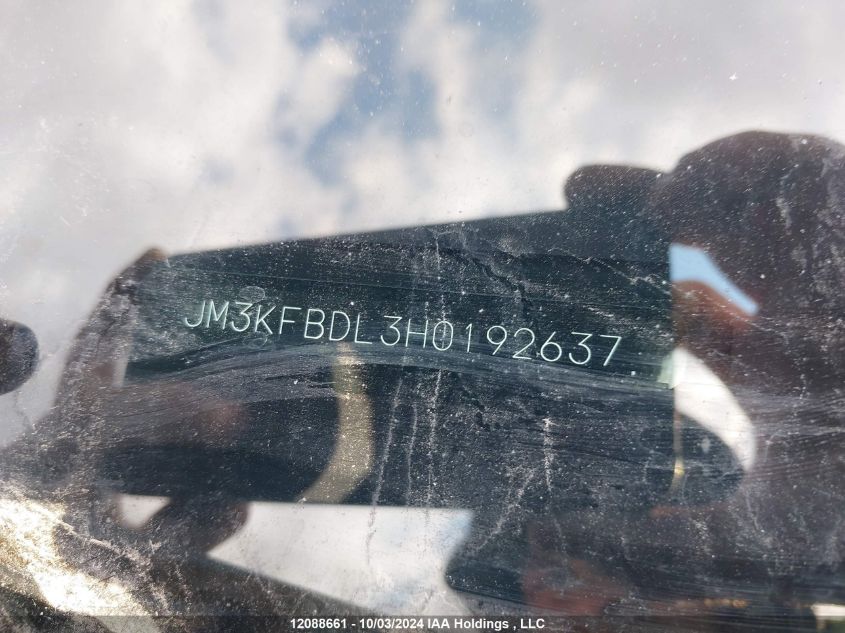 JM3KFBDL3H0192637
12088661 - 10/03/2024 IAA Holdings , LLC